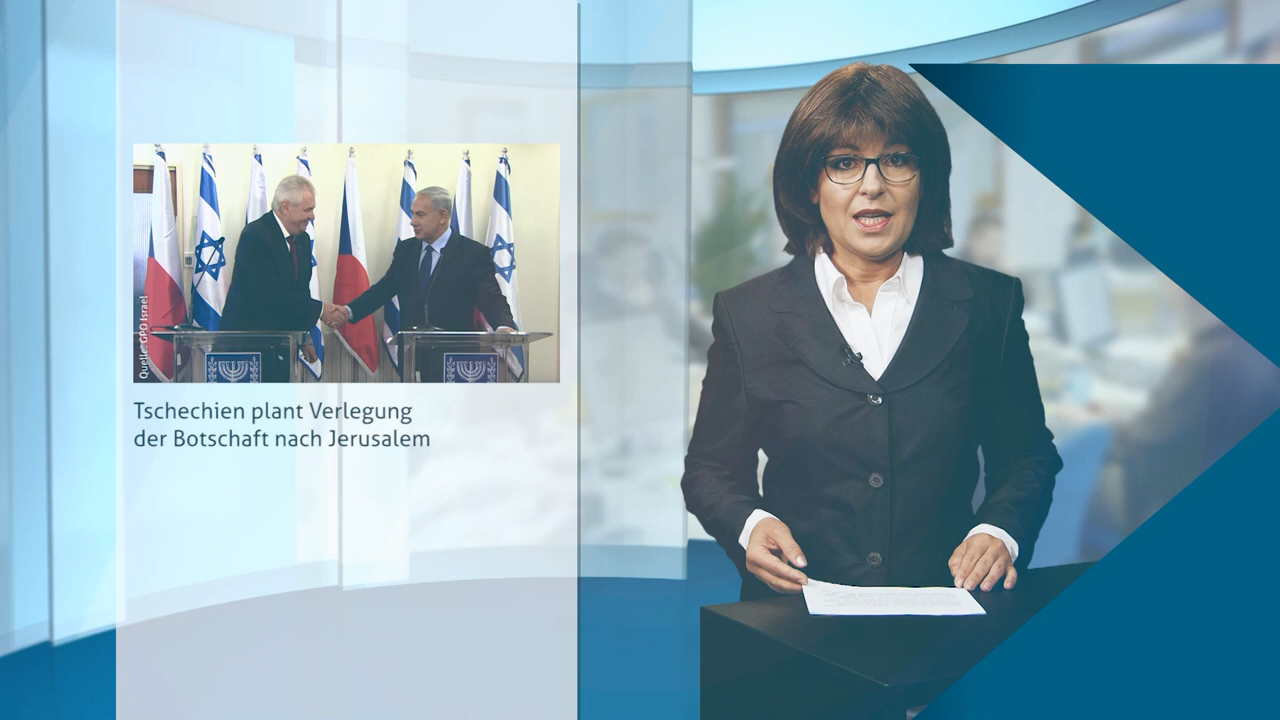 Quelle: GPO Israel
Tschechien plant Verlegung
der Botschaft nach Jerusalem